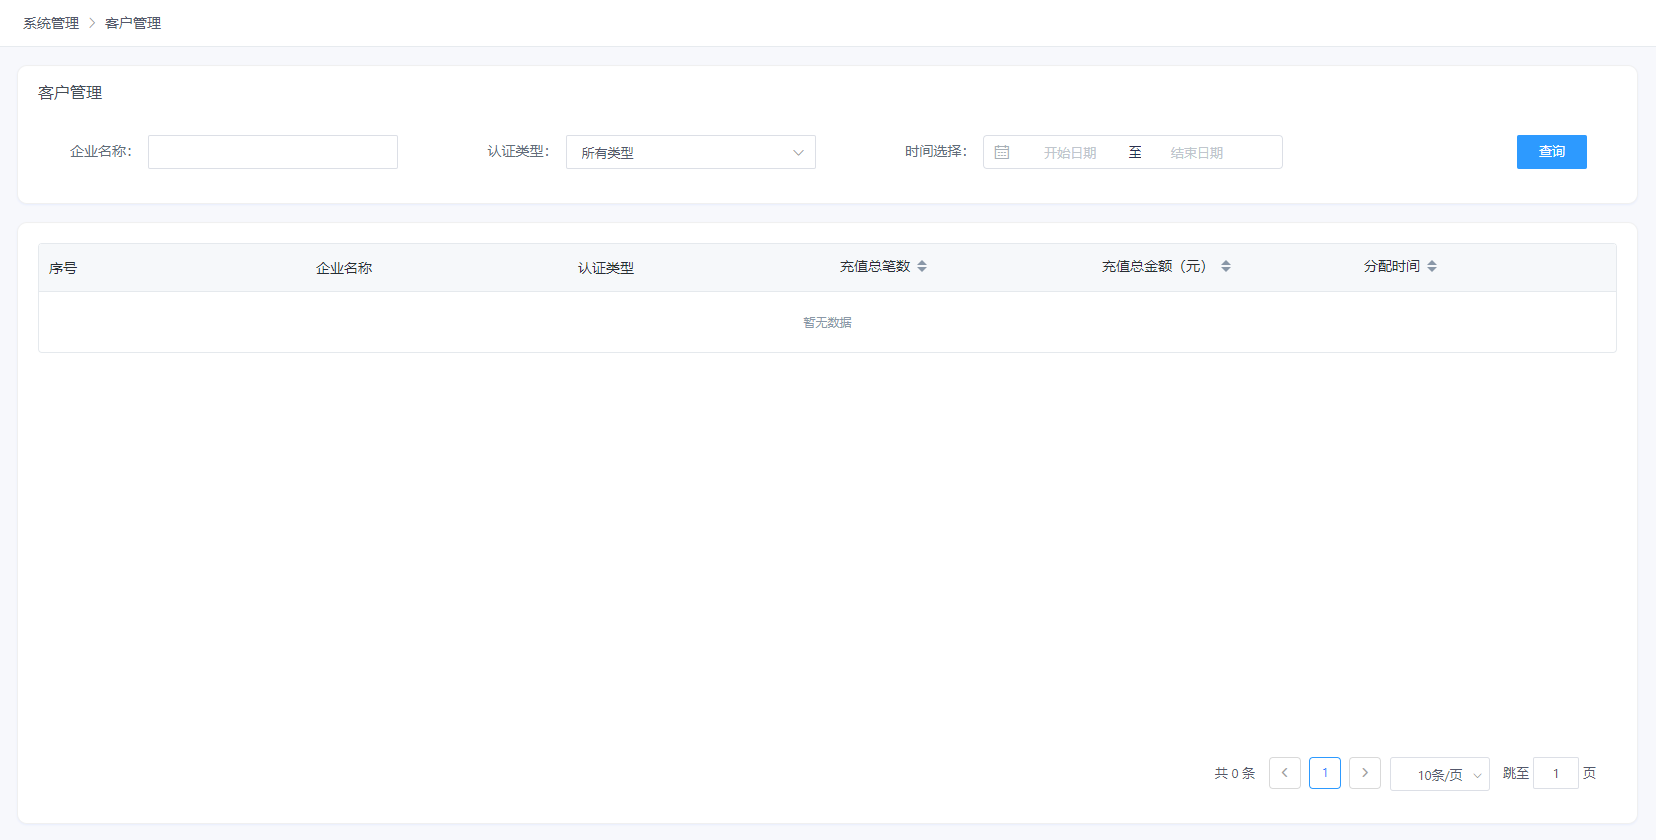 系统管理 > 客户管理
客户管理
企业名称： 认证类型： 所有类型 时间选择： 开始日期 至 结束日期 查询
序号 企业名称 认证类型 充值总笔数 充值总金额（元） 分配时间
暂无数据
共 0 条 < 1 > 10条/页 跳至 1 页